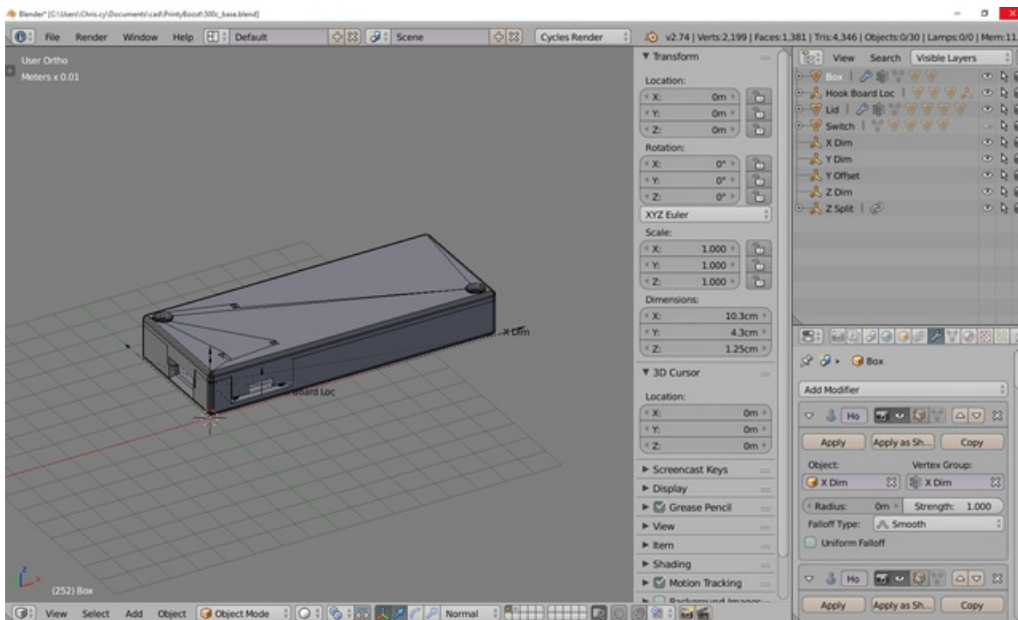 Blender* [C:\Users\Chris.cy\Documents\cad\PrintyBoost\500c_base.blend]
File Render Window Help Default Scene Cycles Render v2.74 | Verts:2,199 | Faces:1,381 | Tris:4,346 | Objects:0/30 | Lamps:0/0 | Mem:11.
User Ortho
Meters x 0.01
X Dim
Board Loc
(252) Box
View Select Add Object Object Mode Normal
Transform
Location:
X: 0m
Y: 0m
Z: 0m
Rotation:
X: 0°
Y: 0°
Z: 0°
XYZ Euler
Scale:
X: 1.000
Y: 1.000
Z: 1.000
Dimensions:
X: 10.3cm
Y: 4.3cm
Z: 1.25cm
3D Cursor
Location:
X: 0m
Y: 0m
Z: 0m
Screencast Keys
Display
Grease Pencil
View
Item
Shading
Motion Tracking
Background Images
View Search Visible Layers
Box
Hook Board Loc
Lid
Switch
X Dim
Y Dim
Y Offset
Z Dim
Z Split
Box
Add Modifier
Ho
Apply Apply as Sh... Copy
Object: Vertex Group:
X Dim X Dim
Radius: 0m Strength: 1.000
Falloff Type: Smooth
Uniform Falloff
Ho
Apply Apply as Sh... Copy